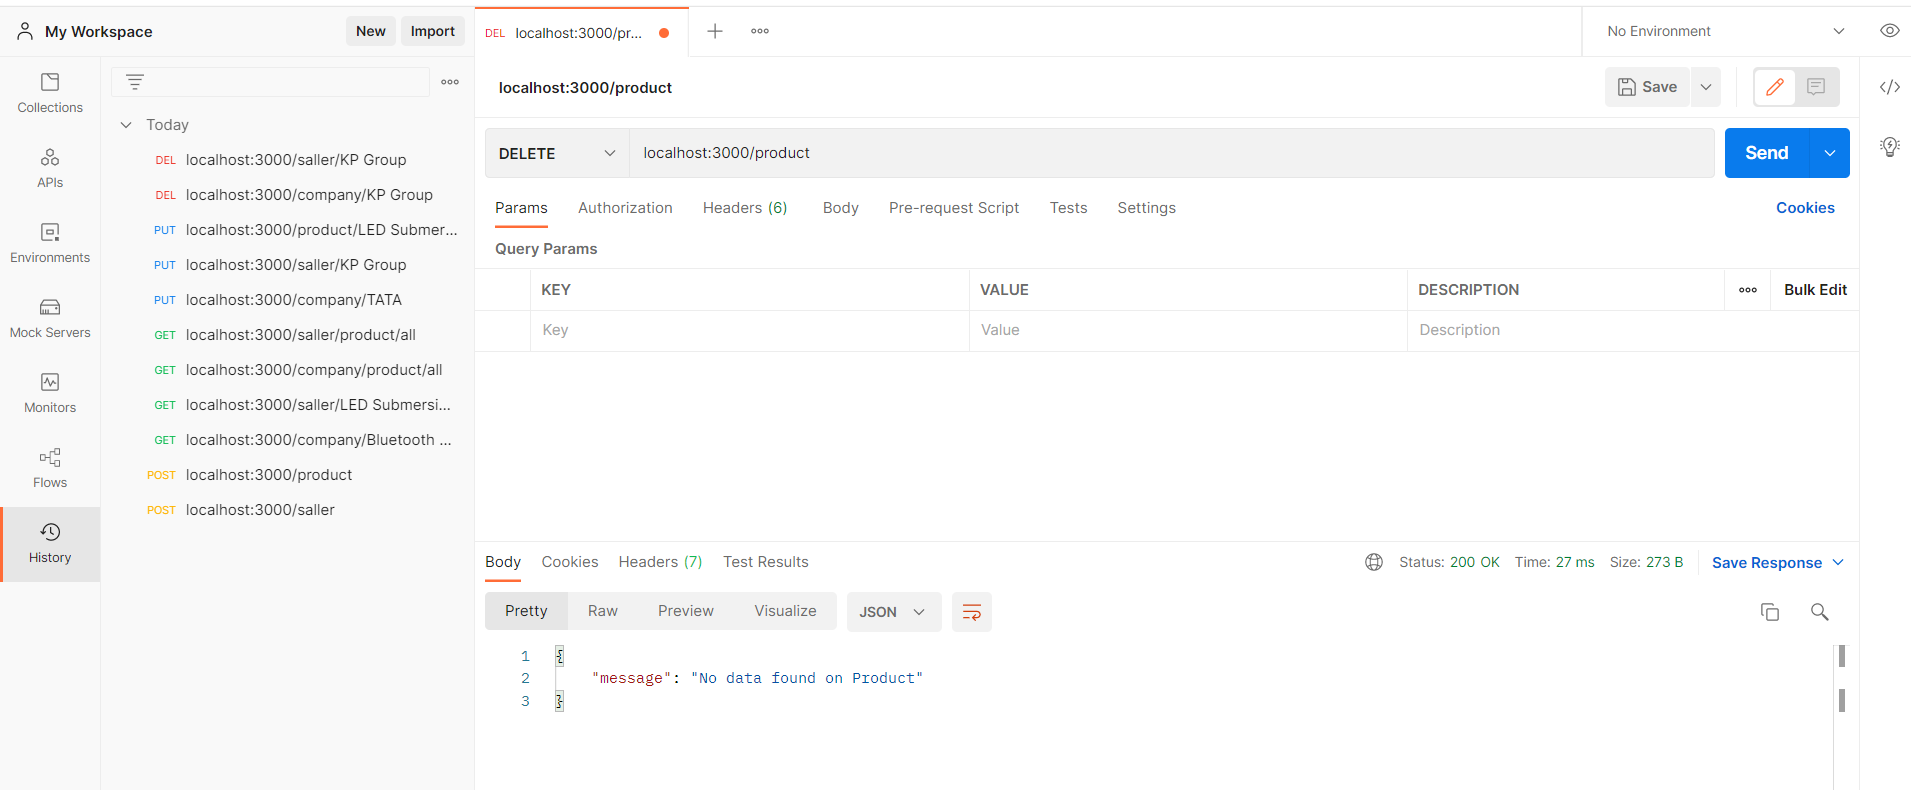 My Workspace
New
Import
DEL localhost:3000/pr...
No Environment
Collections
APIs
Environments
Mock Servers
Monitors
Flows
History
Today
DEL localhost:3000/saller/KP Group
DEL localhost:3000/company/KP Group
PUT localhost:3000/product/LED Submer...
PUT localhost:3000/saller/KP Group
PUT localhost:3000/company/TATA
GET localhost:3000/saller/product/all
GET localhost:3000/company/product/all
GET localhost:3000/saller/LED Submersi...
GET localhost:3000/company/Bluetooth ...
POST localhost:3000/product
POST localhost:3000/saller
localhost:3000/product
Save
DELETE localhost:3000/product
Send
Params Authorization Headers (6) Body Pre-request Script Tests Settings Cookies
Query Params
KEY VALUE DESCRIPTION Bulk Edit
Key Value Description
Body Cookies Headers (7) Test Results Status: 200 OK Time: 27 ms Size: 273 B Save Response
Pretty Raw Preview Visualize JSON
1 {
2 "message": "No data found on Product"
3 }